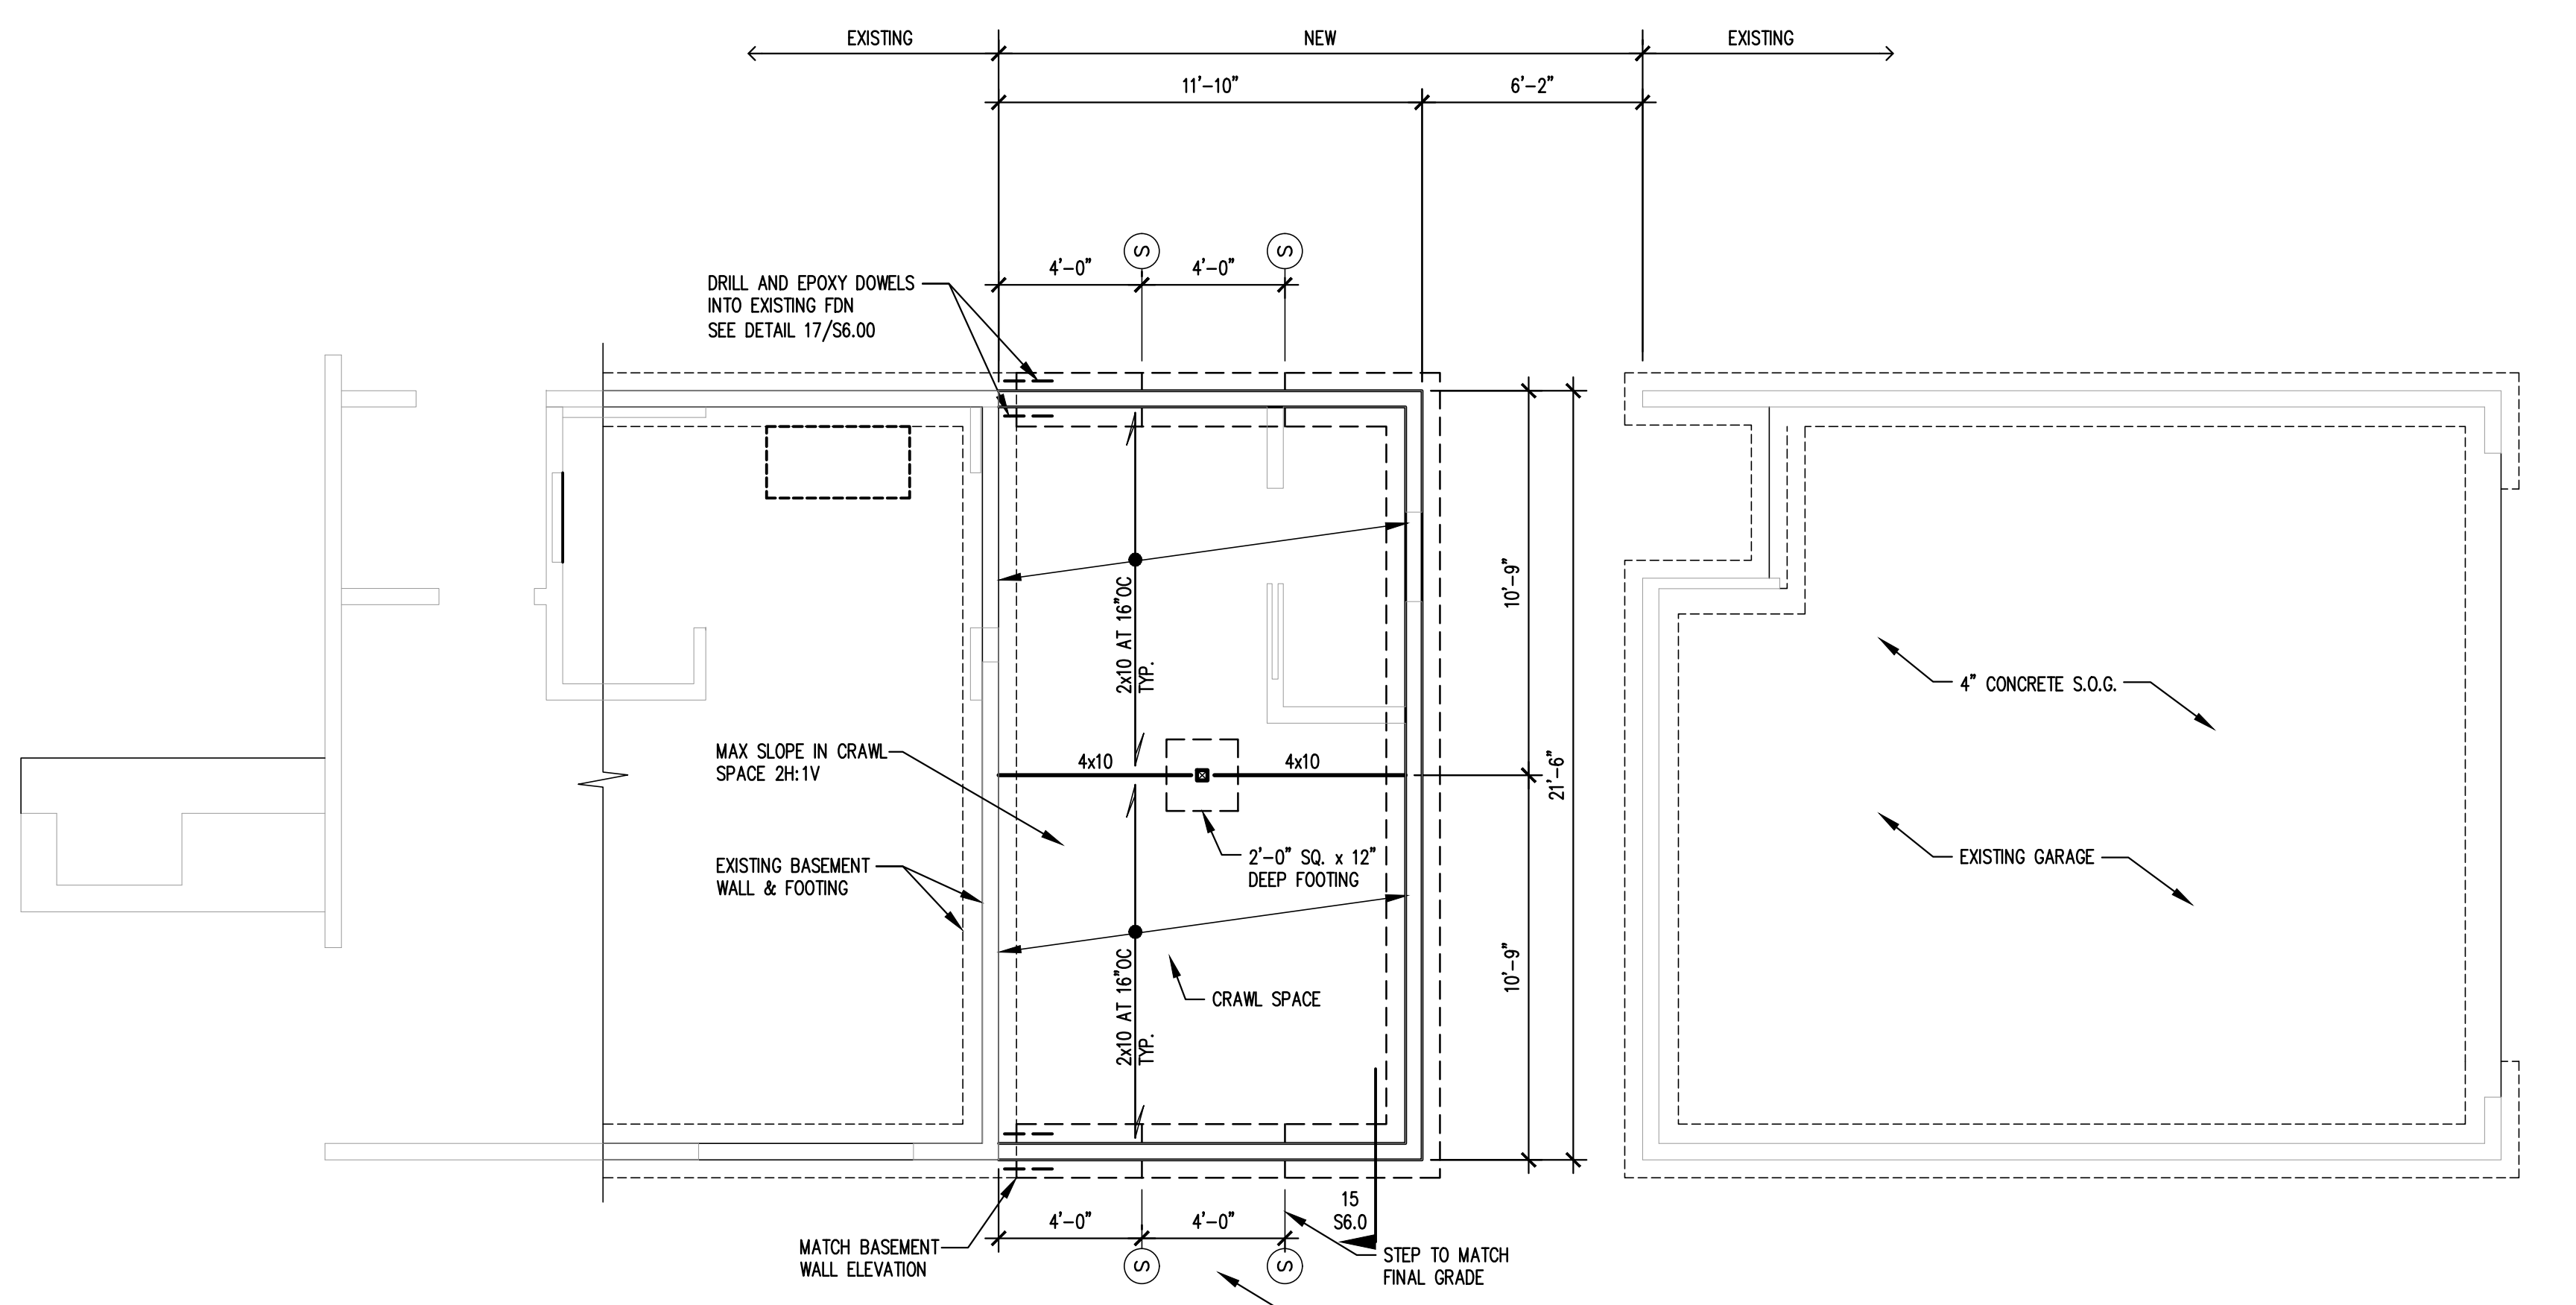 EXISTING
NEW
EXISTING
11'-10"
6'-2"
S
S
4'-0"
4'-0"
DRILL AND EPOXY DOWELS
INTO EXISTING FDN
SEE DETAIL 17/S6.00
2x10 AT 16"OC
TYP.
10'-9"
21'-6"
4" CONCRETE S.O.G.
MAX SLOPE IN CRAWL
SPACE 2H:1V
4x10
4x10
2'-0" SQ. x 12"
DEEP FOOTING
EXISTING GARAGE
EXISTING BASEMENT
WALL & FOOTING
CRAWL SPACE
2x10 AT 16"OC
TYP.
10'-9"
15
S6.0
4'-0"
4'-0"
MATCH BASEMENT
WALL ELEVATION
S
S
STEP TO MATCH
FINAL GRADE